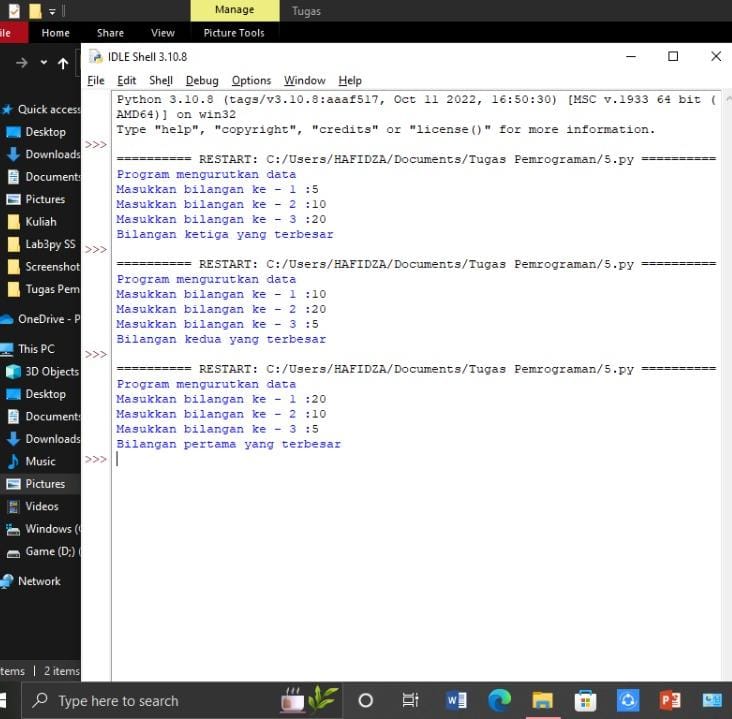 Manage
Tugas
ile
Home
Share
View
Picture Tools
IDLE Shell 3.10.8
File Edit Shell Debug Options Window Help
Python 3.10.8 (tags/v3.10.8:aaaf517, Oct 11 2022, 16:50:30) [MSC v.1933 64 bit (
AMD64)] on win32
Type "help", "copyright", "credits" or "license()" for more information.
>>>
========== RESTART: C:/Users/HAFIDZA/Documents/Tugas Pemrograman/5.py ==========
Program mengurutkan data
Masukkan bilangan ke - 1 :5
Masukkan bilangan ke - 2 :10
Masukkan bilangan ke - 3 :20
Bilangan ketiga yang terbesar
>>>
========== RESTART: C:/Users/HAFIDZA/Documents/Tugas Pemrograman/5.py ==========
Program mengurutkan data
Masukkan bilangan ke - 1 :10
Masukkan bilangan ke - 2 :20
Masukkan bilangan ke - 3 :5
Bilangan kedua yang terbesar
>>>
========== RESTART: C:/Users/HAFIDZA/Documents/Tugas Pemrograman/5.py ==========
Program mengurutkan data
Masukkan bilangan ke - 1 :20
Masukkan bilangan ke - 2 :10
Masukkan bilangan ke - 3 :5
Bilangan pertama yang terbesar
>>>
Quick access
Desktop
Downloads
Documents
Pictures
Kuliah
Lab3py SS
Screenshot
Tugas Pem
OneDrive - P
This PC
3D Objects
Desktop
Documents
Downloads
Music
Pictures
Videos
Windows (
Game (D:) (
Network
tems
2 items
Type here to search